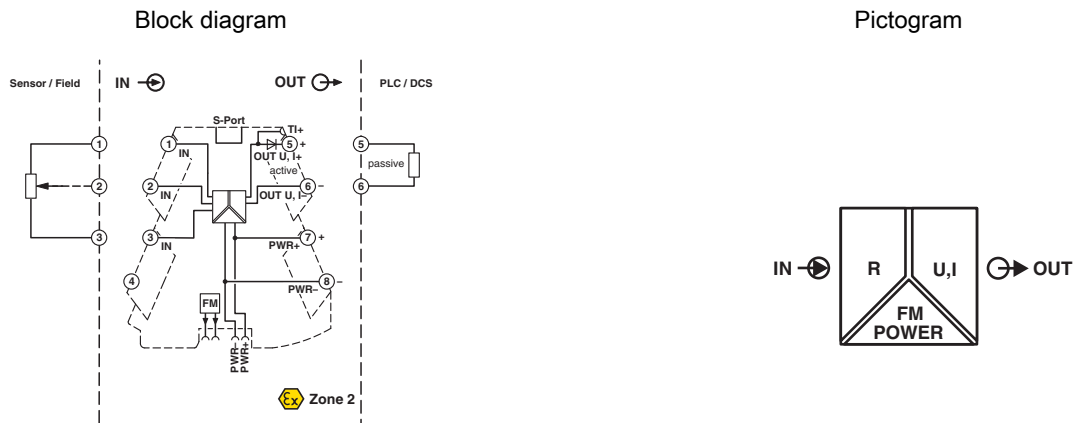 Block diagram
Pictogram
Sensor / Field
IN
OUT
PLC / DCS
S-Port
TI+
1
1
5
+
5
IN
OUT U, I+
active
passive
2
2
6
–
6
IN
OUT U, I–
3
3
7
+
IN
PWR+
4
8
–
PWR–
FM
PWR–
PWR+
Ex
Zone 2
IN
R
U,I
OUT
FM
POWER